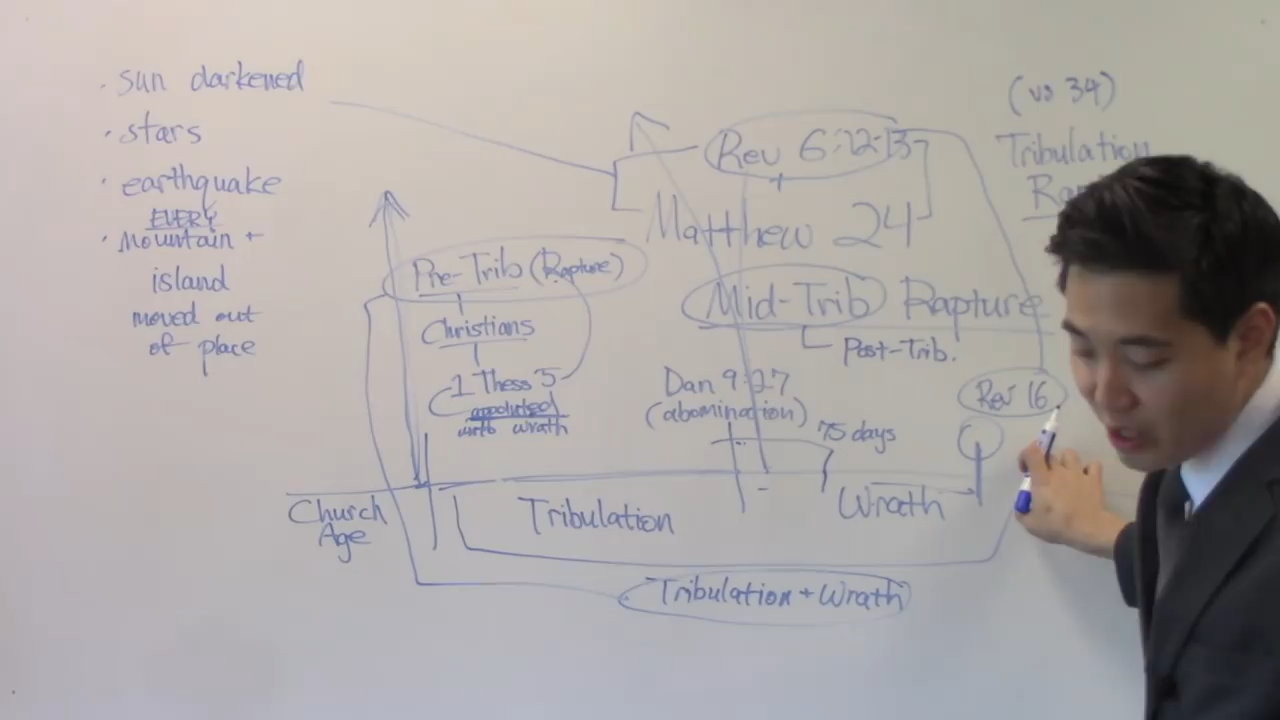 · sun darkened
· stars
· earthquake
EVERY
· Mountain +
island
moved out
of place
Rev 6:12-13
+
Matthew 24
Pre-Trib (Rapture)
Christians
1 Thess 5
appointed
unto wrath
Mid-Trib Rapture
Post-Trib.
Dan 9:27
(abomination)
75 days
(vs 34)
Tribulation
Rev 16
Church
Age
Tribulation
Wrath
Tribulation + Wrath